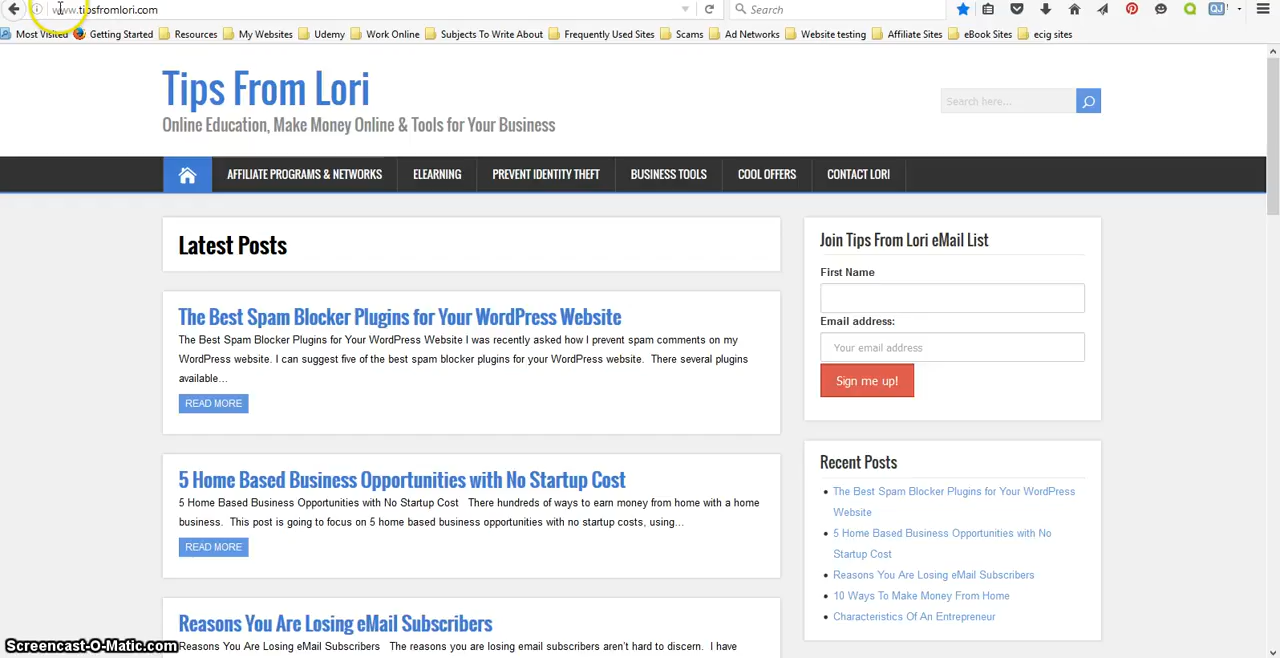 www.tipsfromlori.com
Search
Most Visited Getting Started Resources My Websites Udemy Work Online Subjects To Write About Frequently Used Sites Scams Ad Networks Website testing Affiliate Sites eBook Sites ecig sites
Tips From Lori
Online Education, Make Money Online & Tools for Your Business
Search here...
AFFILIATE PROGRAMS & NETWORKS ELEARNING PREVENT IDENTITY THEFT BUSINESS TOOLS COOL OFFERS CONTACT LORI
Latest Posts
The Best Spam Blocker Plugins for Your WordPress Website
The Best Spam Blocker Plugins for Your WordPress Website I was recently asked how I prevent spam comments on my
WordPress website. I can suggest five of the best spam blocker plugins for your WordPress website. There several plugins
available...
READ MORE
5 Home Based Business Opportunities with No Startup Cost
5 Home Based Business Opportunities with No Startup Cost There hundreds of ways to earn money from home with a home
business. This post is going to focus on 5 home based business opportunities with no startup costs, using...
READ MORE
Reasons You Are Losing eMail Subscribers
Reasons You Are Losing eMail Subscribers The reasons you are losing email subscribers aren't hard to discern. I have
Join Tips From Lori eMail List
First Name
Email address:
Your email address
Sign me up!
Recent Posts
The Best Spam Blocker Plugins for Your WordPress
Website
5 Home Based Business Opportunities with No
Startup Cost
Reasons You Are Losing eMail Subscribers
10 Ways To Make Money From Home
Characteristics Of An Entrepreneur
QJ
Screencast-O-Matic.com